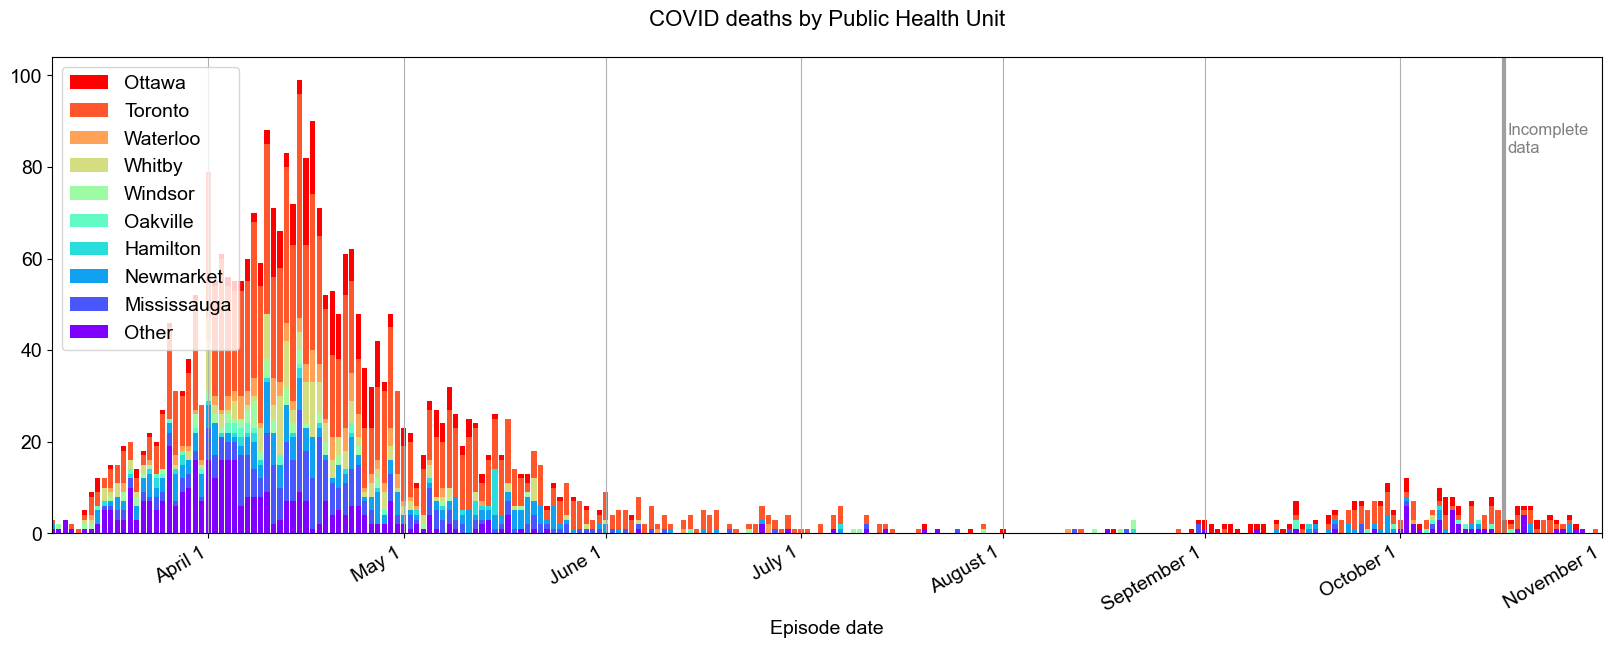 COVID deaths by Public Health Unit
100
80
60
40
20
0
Ottawa
Toronto
Waterloo
Whitby
Windsor
Oakville
Hamilton
Newmarket
Mississauga
Other
Incomplete
data
April 1
May 1
June 1
July 1
August 1
September 1
October 1
November 1
Episode date